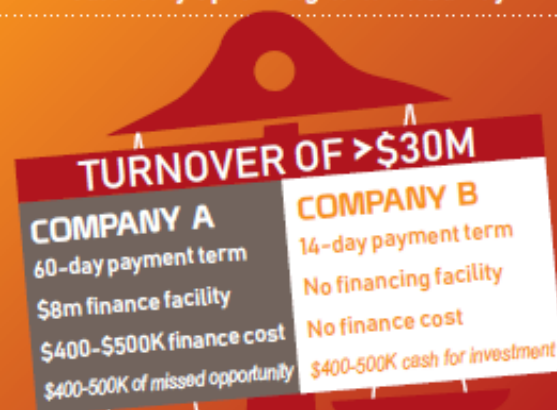 TURNOVER OF >$30M
COMPANY A
60-day payment term
$8m finance facility
$400-$500K finance cost
$400-500K of missed opportunity
COMPANY B
14-day payment term
No financing facility
No finance cost
$400-500K cash for investment